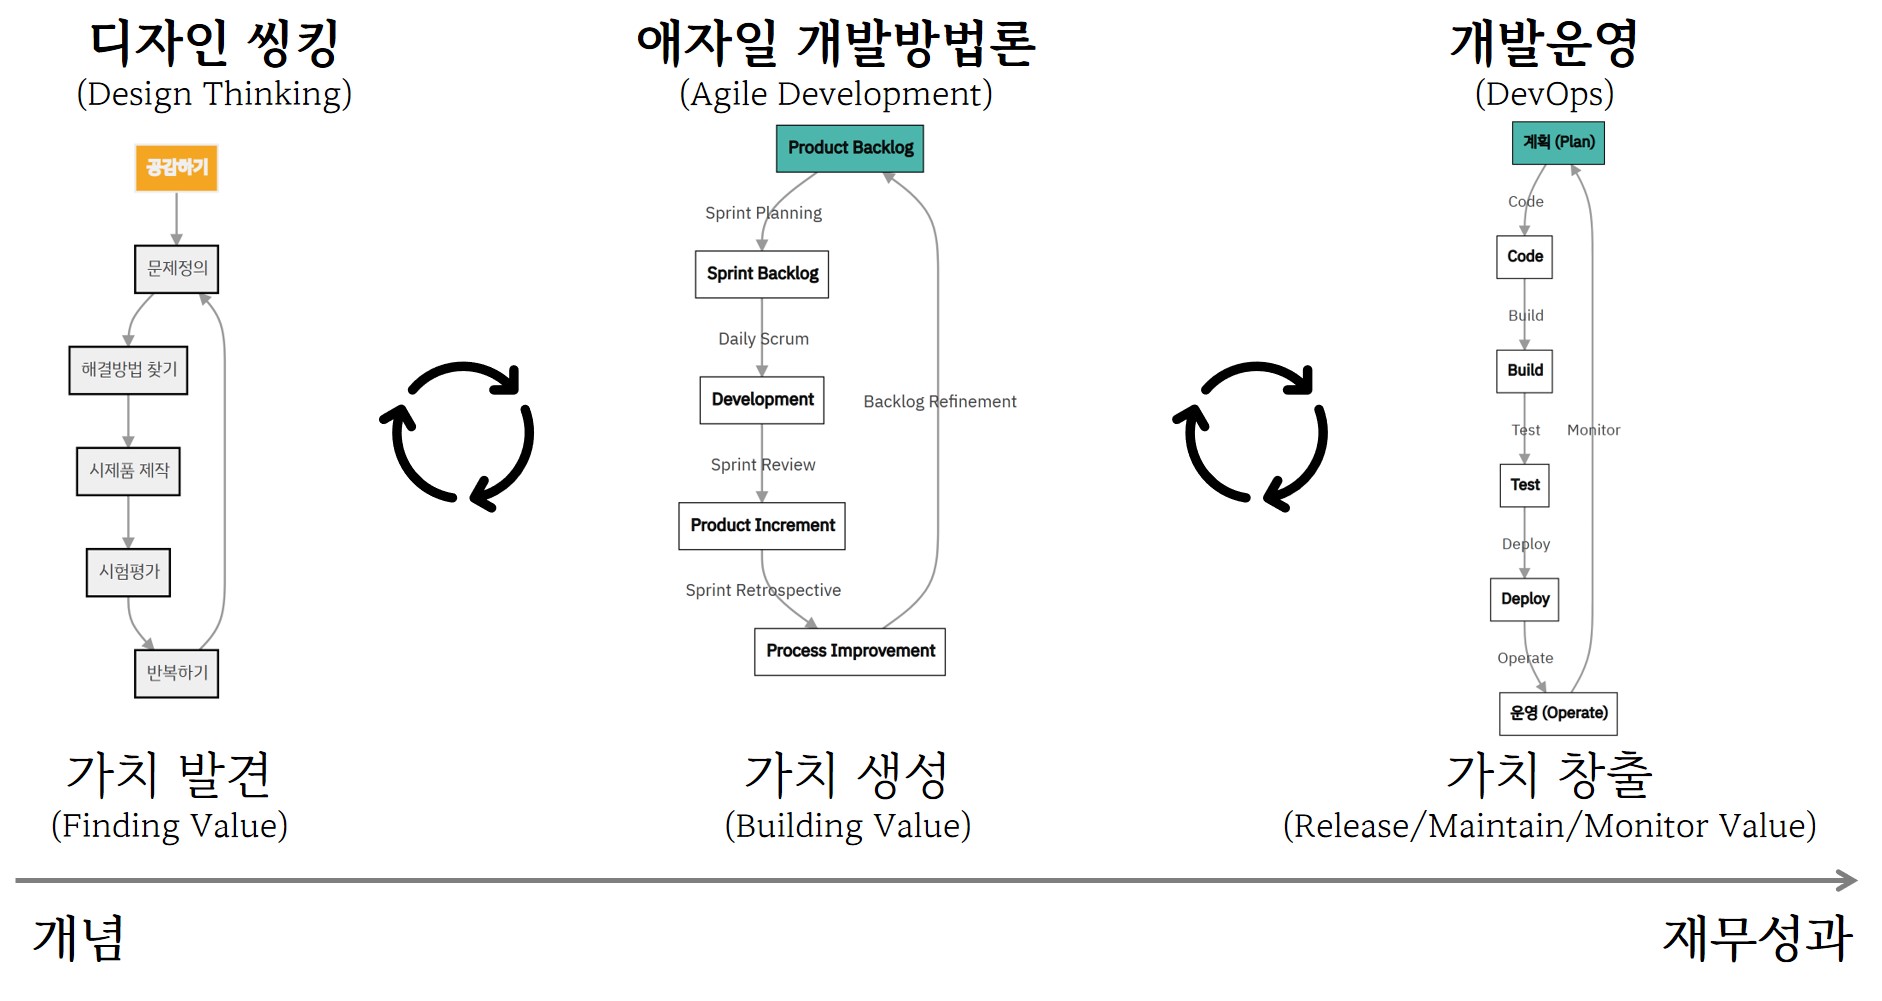 디자인 씽킹
(Design Thinking)
공감하기
문제정의
해결방법 찾기
시제품 제작
시험평가
반복하기
가치 발견
(Finding Value)
애자일 개발방법론
(Agile Development)
Product Backlog
Sprint Planning
Sprint Backlog
Daily Scrum
Development
Backlog Refinement
Sprint Review
Product Increment
Sprint Retrospective
Process Improvement
가치 생성
(Building Value)
개발운영
(DevOps)
계획 (Plan)
Code
Code
Build
Build
Test
Monitor
Test
Deploy
Deploy
Operate
운영 (Operate)
가치 창출
(Release/Maintain/Monitor Value)
개념
재무성과